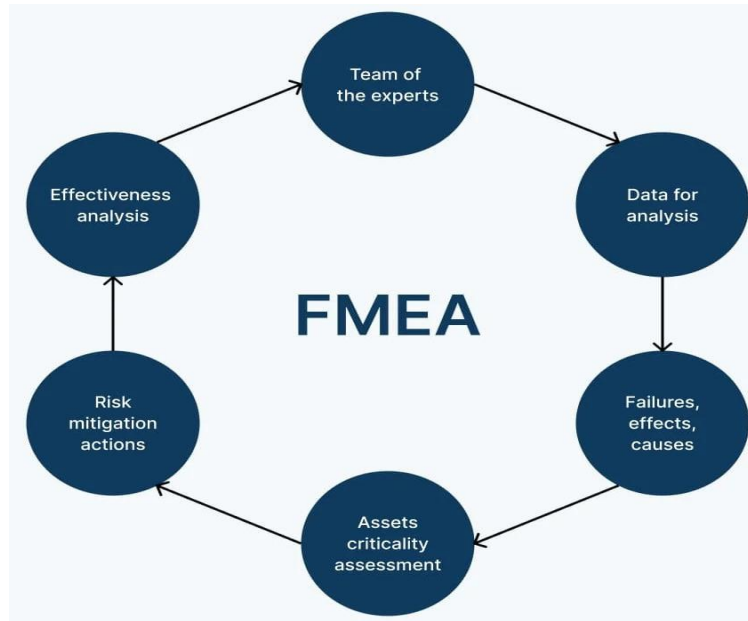 Team of
the experts
Data for
analysis
Failures,
effects,
causes
Assets
criticality
assessment
Risk
mitigation
actions
Effectiveness
analysis
FMEA